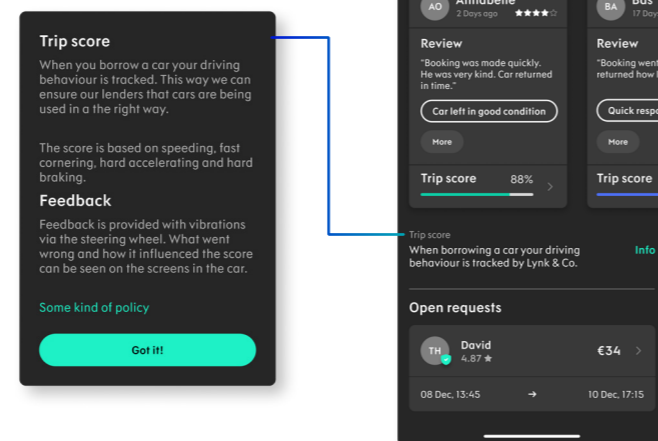 Trip score
When you borrow a car your driving
behaviour is tracked. This way we can
ensure our lenders that cars are being
used in a the right way.
The score is based on speeding, fast
cornering, hard accelerating and hard
braking.
Feedback
Feedback is provided with vibrations
via the steering wheel. What went
wrong and how it influenced the score
can be seen on the screens in the car.
Some kind of policy
Got it!
AO
Annabelle
2 Days ago ★★★★☆
Review
"Booking was made quickly.
He was very kind. Car returned
in time."
Car left in good condition
More
Trip score 88%
BA
Bas
17 Days
Review
"Booking went
returned how
Quick
More
Trip score
Trip score
When borrowing a car your driving
behaviour is tracked by Lynk & Co.
Info
Open requests
TH
David
4.87 ★
€34
08 Dec, 13:45 → 10 Dec, 17:15